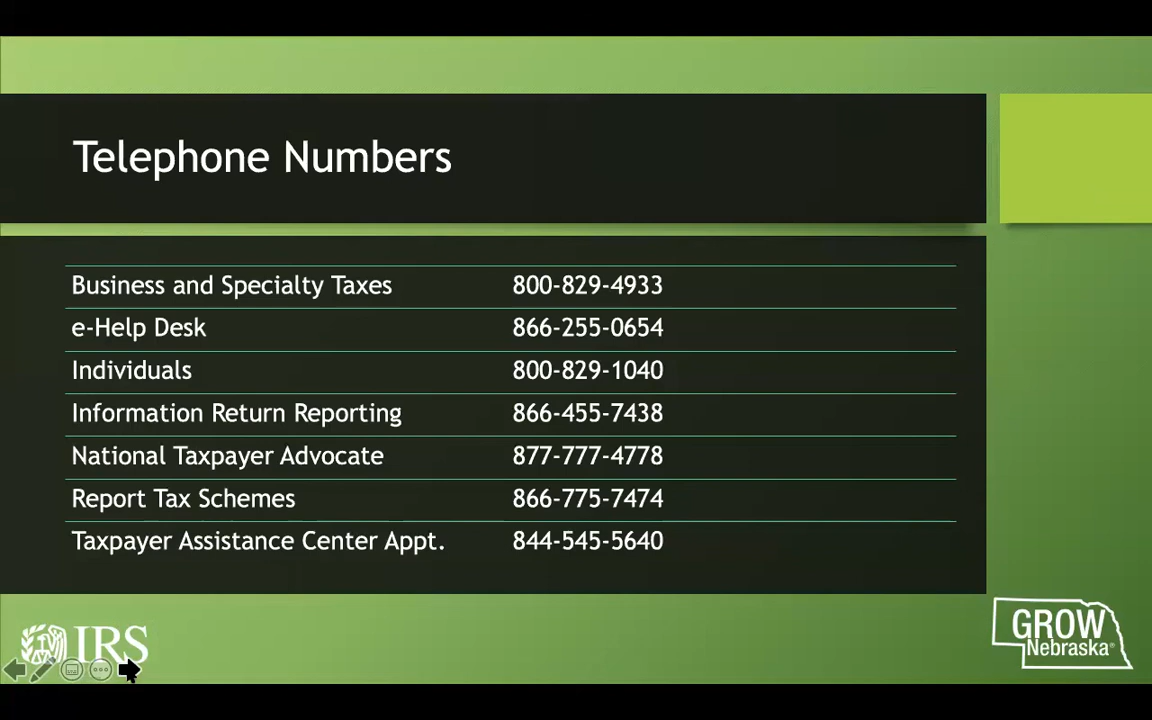 Telephone Numbers
Business and Specialty Taxes 800-829-4933
e-Help Desk 866-255-0654
Individuals 800-829-1040
Information Return Reporting 866-455-7438
National Taxpayer Advocate 877-777-4778
Report Tax Schemes 866-775-7474
Taxpayer Assistance Center Appt. 844-545-5640
IRS
GROW
Nebraska®